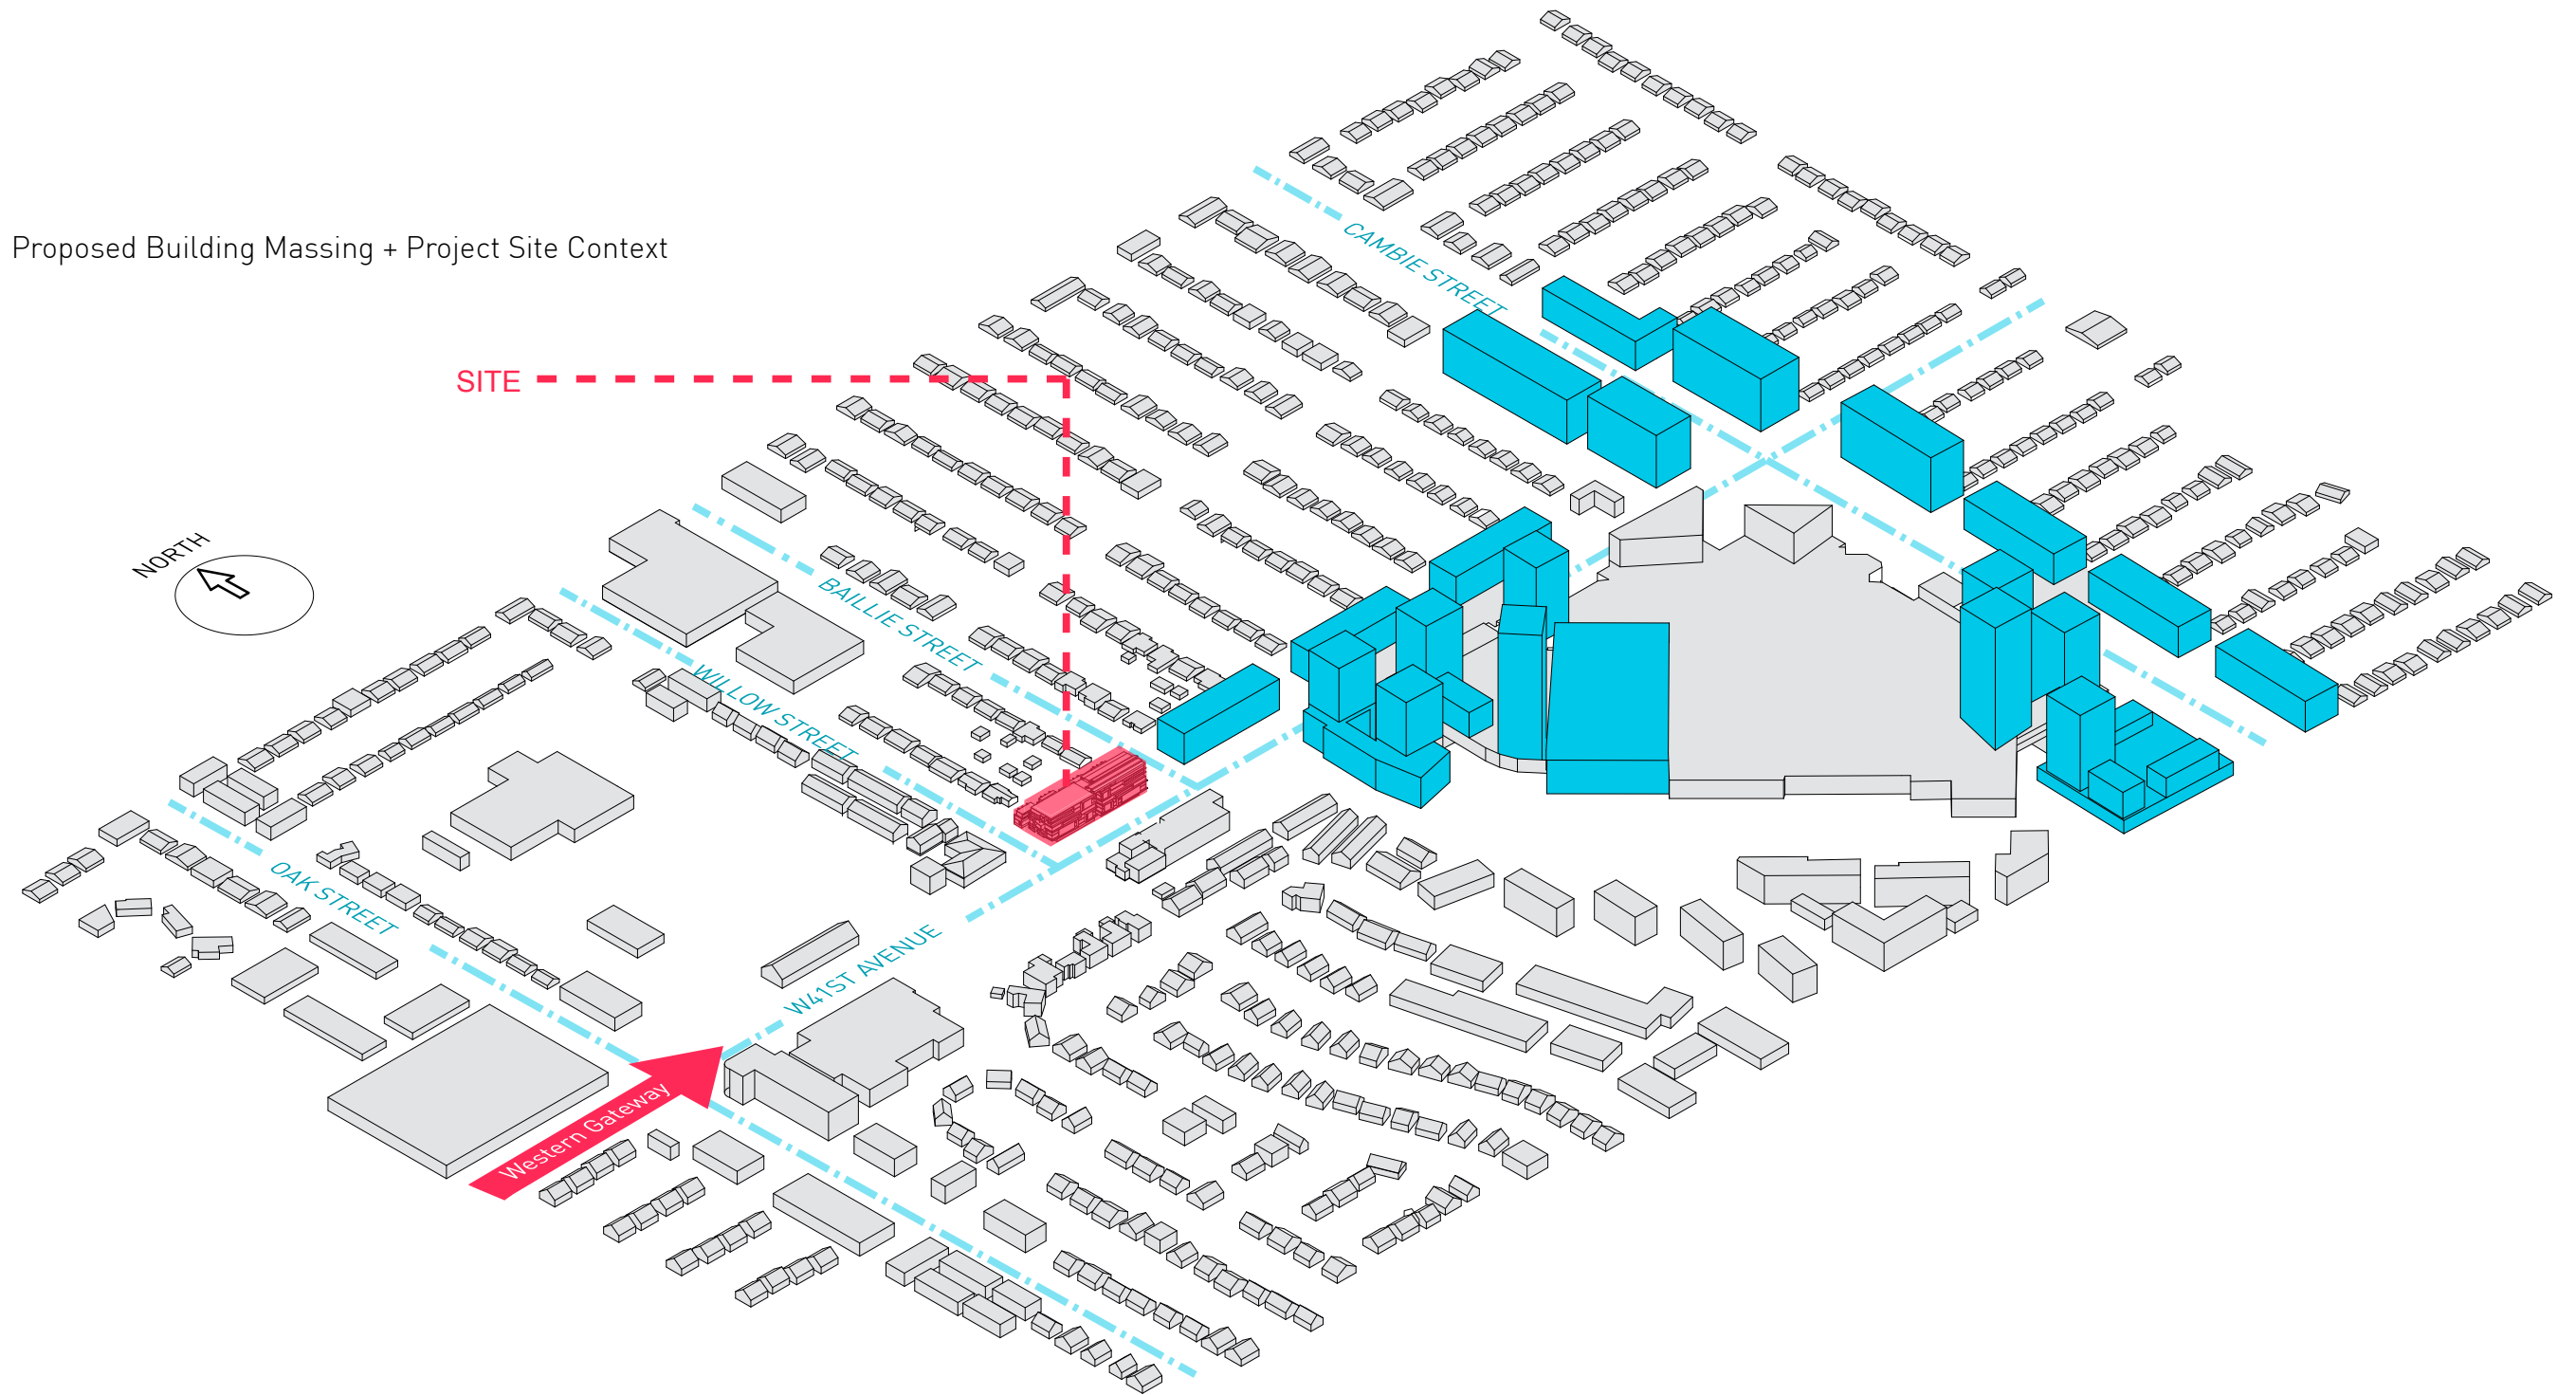 Proposed Building Massing + Project Site Context
CAMBIE STREET
SITE
NORTH
BAILLIE STREET
WILLOW STREET
OAK STREET
W41ST AVENUE
Western Gateway